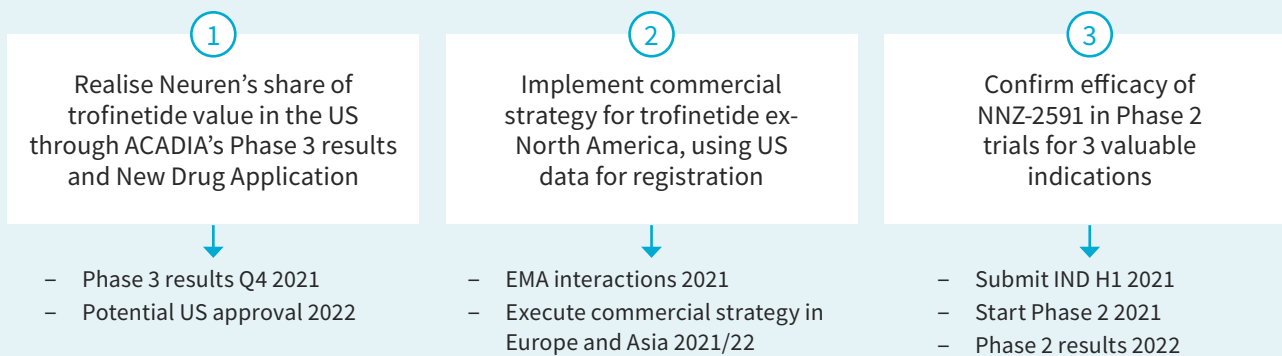 1
Realise Neuren’s share of
trofinetide value in the US
through ACADIA’s Phase 3 results
and New Drug Application
– Phase 3 results Q4 2021
– Potential US approval 2022
2
Implement commercial
strategy for trofinetide ex-
North America, using US
data for registration
– EMA interactions 2021
– Execute commercial strategy in
Europe and Asia 2021/22
3
Confirm efficacy of
NNZ-2591 in Phase 2
trials for 3 valuable
indications
– Submit IND H1 2021
– Start Phase 2 2021
– Phase 2 results 2022